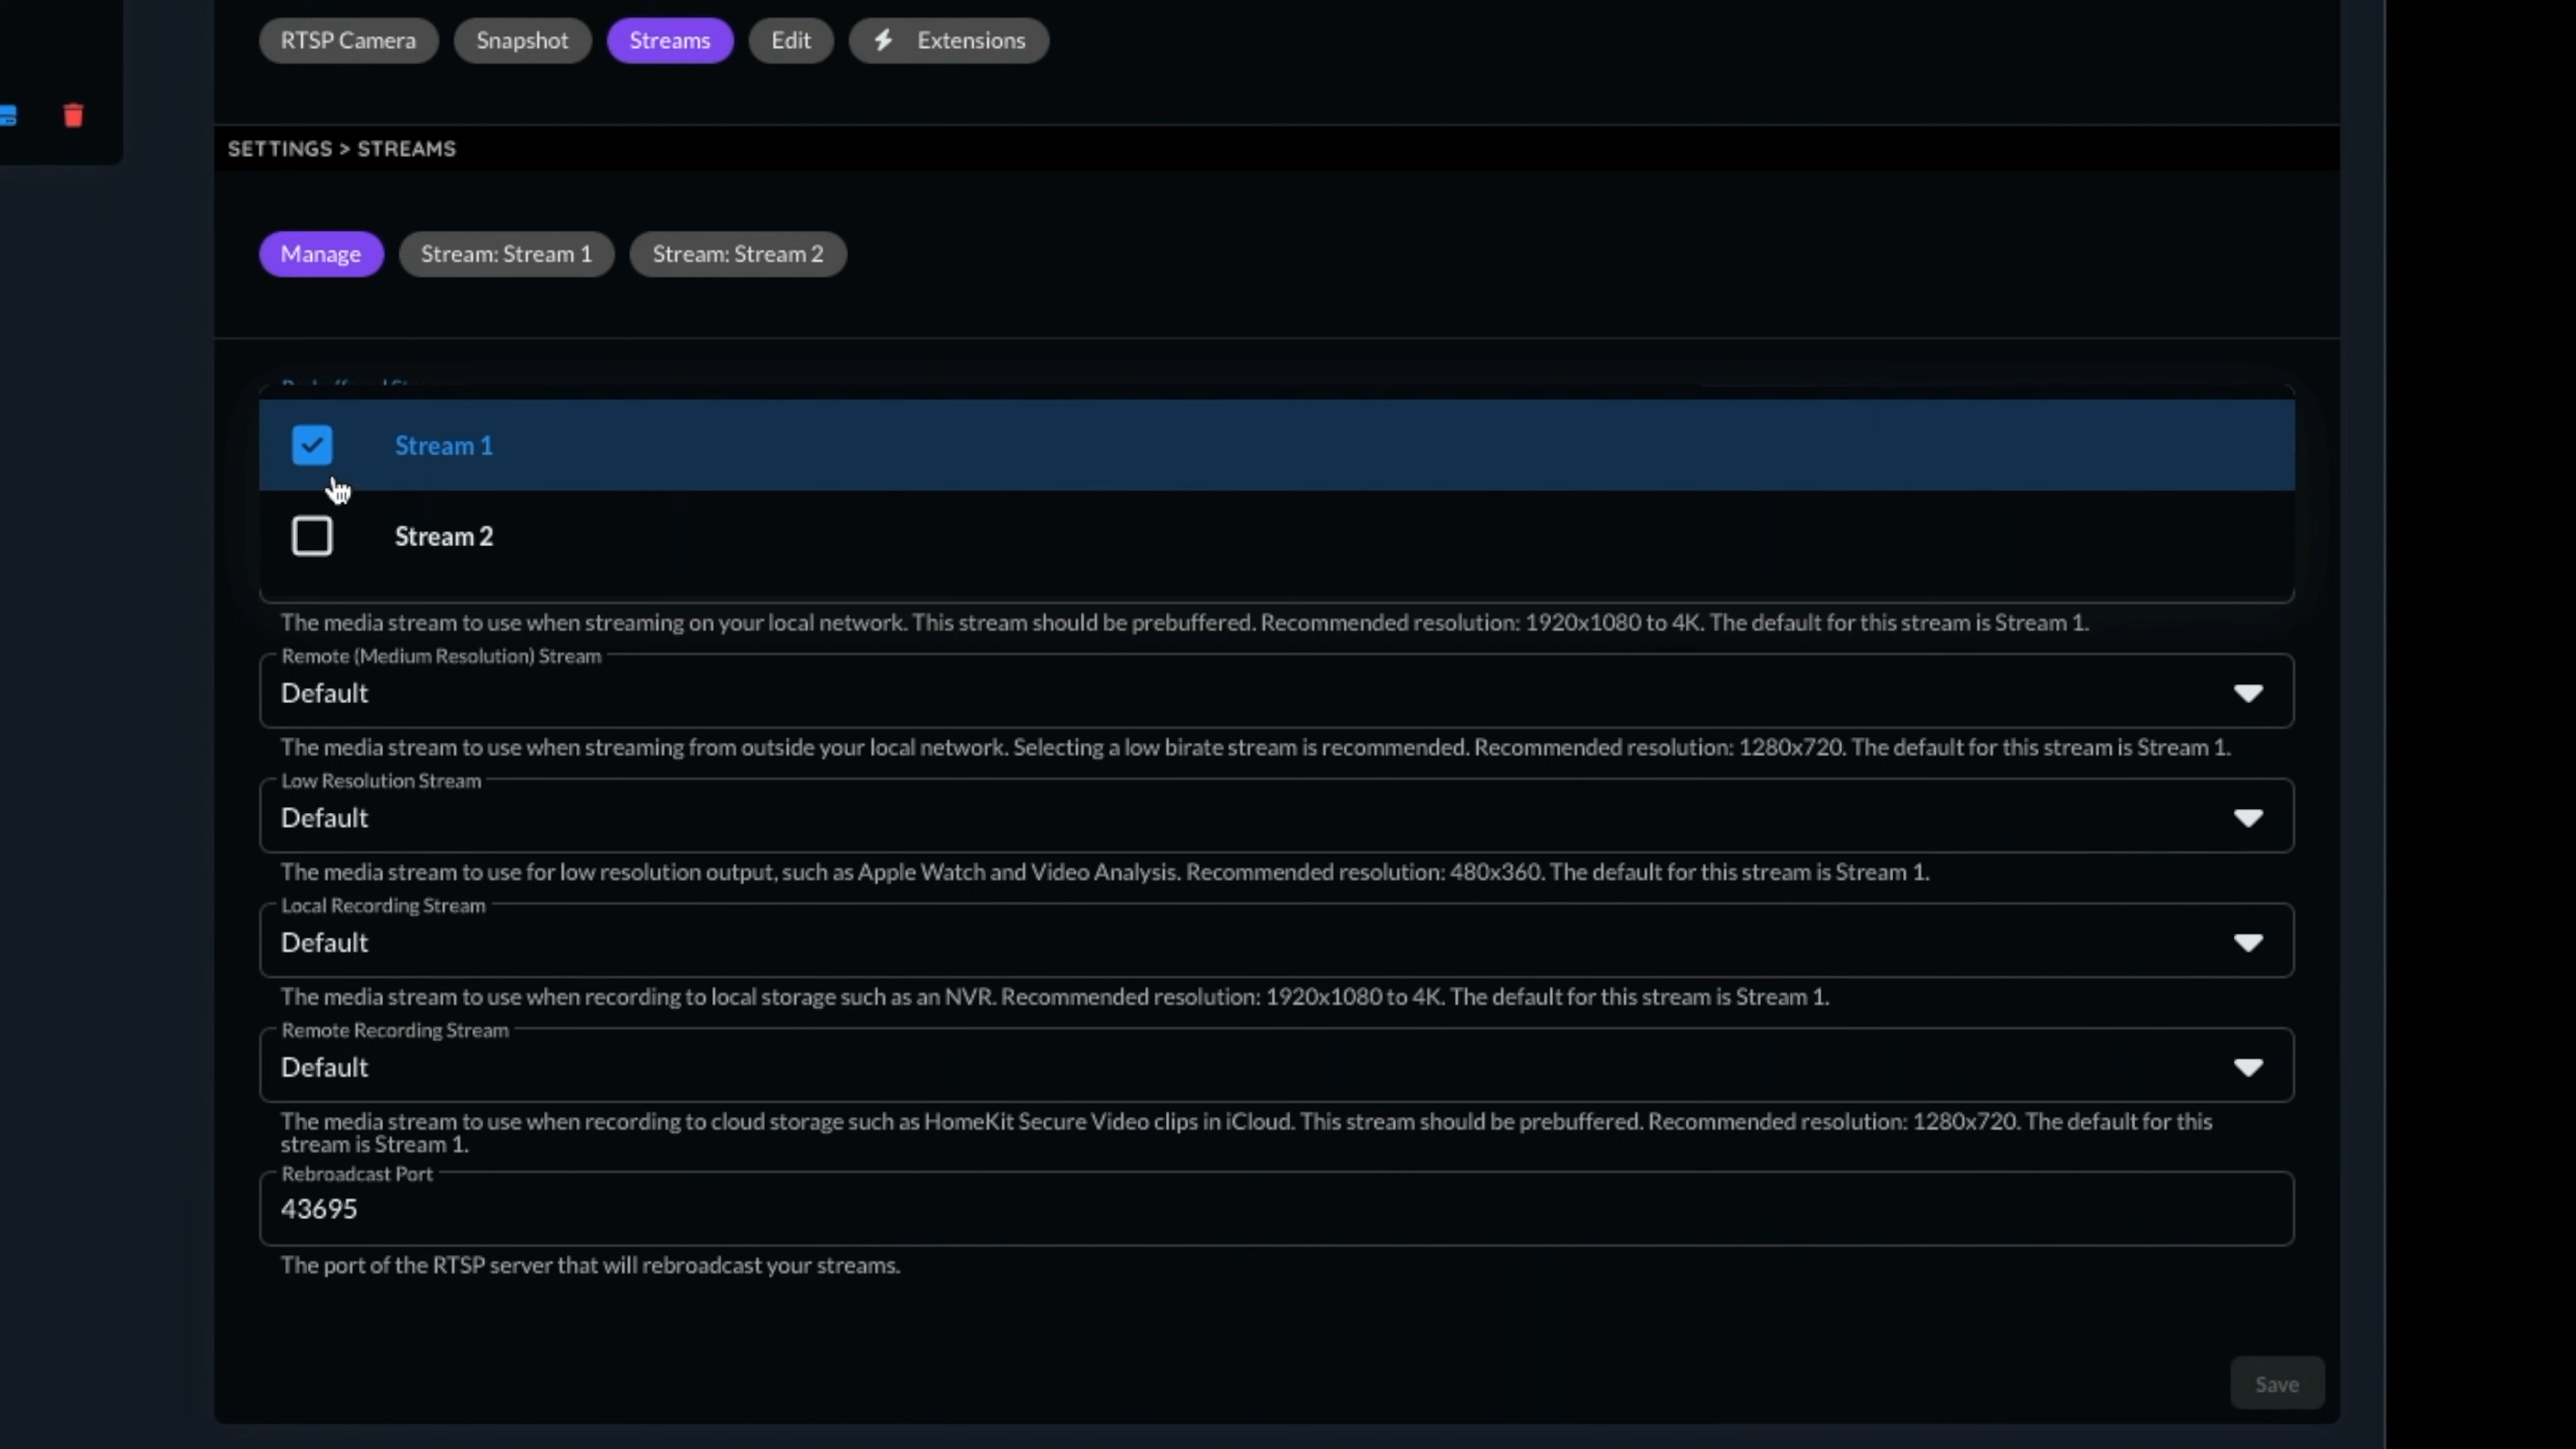 RTSP Camera
Snapshot
Streams
Edit
Extensions
SETTINGS > STREAMS
Manage
Stream: Stream 1
Stream: Stream 2
Stream 1
Stream 2
The media stream to use when streaming on your local network. This stream should be prebuffered. Recommended resolution: 1920x1080 to 4K. The default for this stream is Stream 1.
Remote (Medium Resolution) Stream
Default
The media stream to use when streaming from outside your local network. Selecting a low birate stream is recommended. Recommended resolution: 1280x720. The default for this stream is Stream 1.
Low Resolution Stream
Default
The media stream to use for low resolution output, such as Apple Watch and Video Analysis. Recommended resolution: 480x360. The default for this stream is Stream 1.
Local Recording Stream
Default
The media stream to use when recording to local storage such as an NVR. Recommended resolution: 1920x1080 to 4K. The default for this stream is Stream 1.
Remote Recording Stream
Default
The media stream to use when recording to cloud storage such as HomeKit Secure Video clips in iCloud. This stream should be prebuffered. Recommended resolution: 1280x720. The default for this
stream is Stream 1.
Rebroadcast Port
43695
The port of the RTSP server that will rebroadcast your streams.
Save